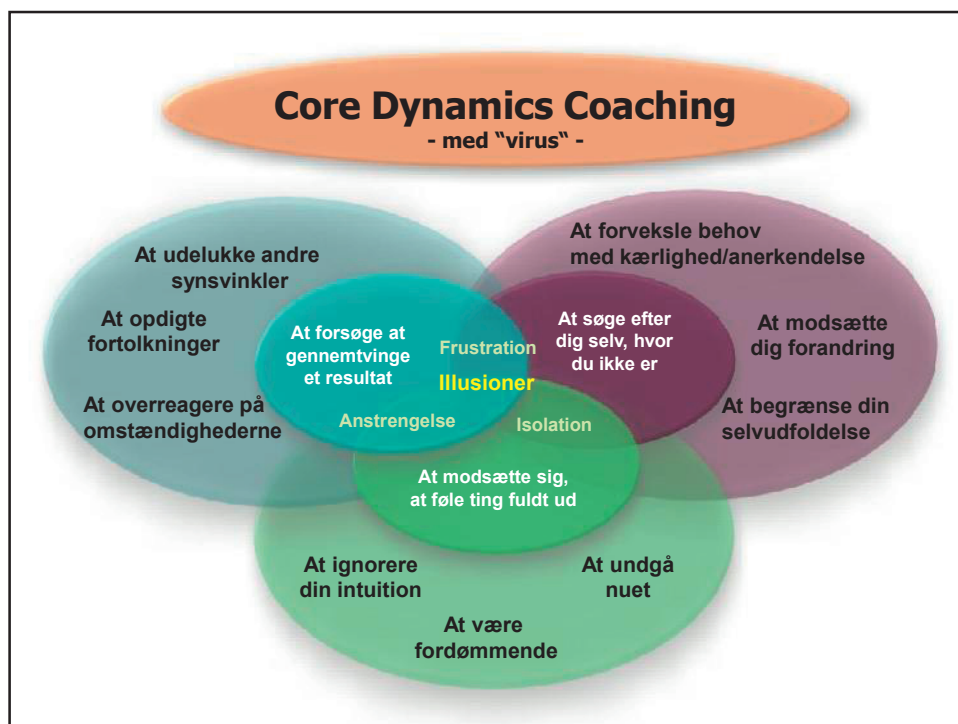 Core Dynamics Coaching
- med "virus" -
At udelukke andre
synsvinkler
At opdigte
fortolkninger
At overreagere på
omstændighederne
At forsøge at
gennemtvinge
et resultat
Frustration
Illusioner
Anstrengelse
Isolation
At forveksle behov
med kærlighed/anerkendelse
At søge efter
dig selv, hvor
du ikke er
At modsætte
dig forandring
At begrænse din
selvudfoldelse
At modsætte sig,
at føle ting fuldt ud
At ignorere
din intuition
At undgå
nuet
At være
fordømmende